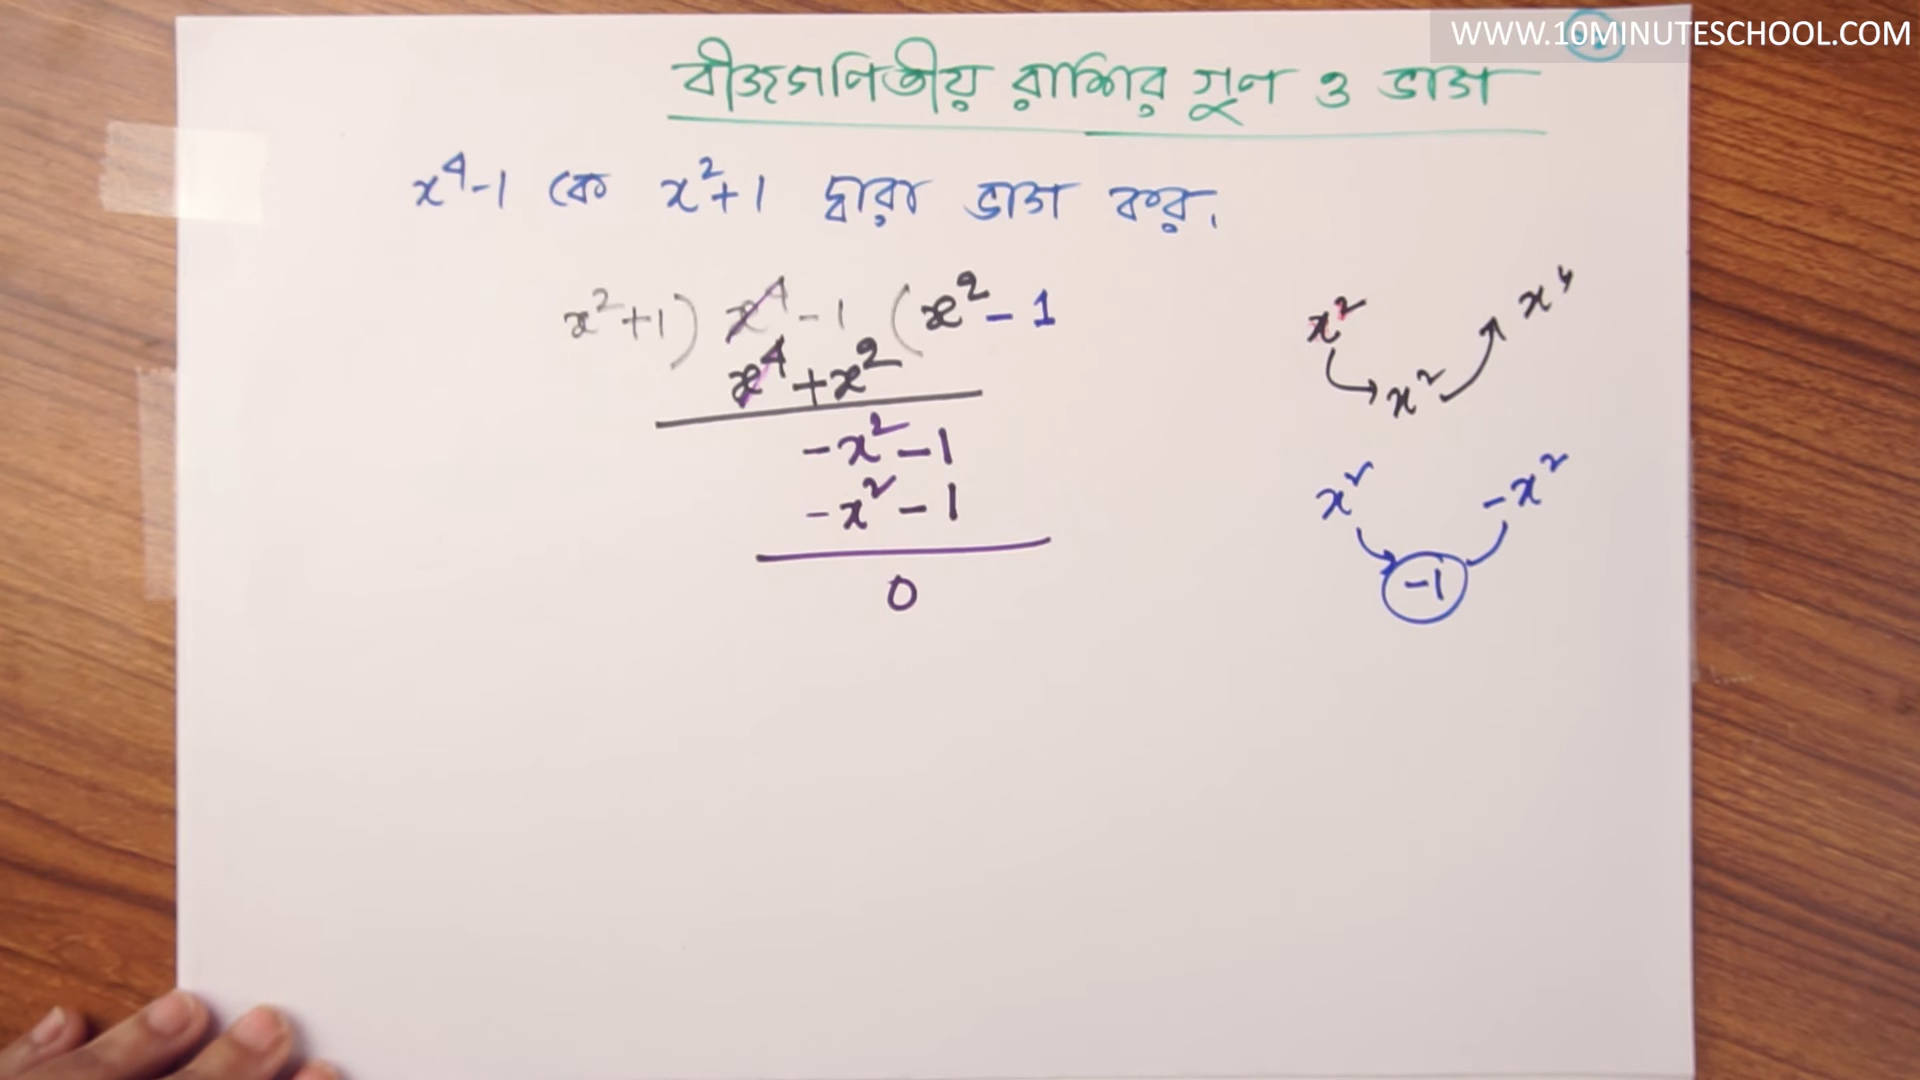 WWW.10MINUTESCHOOL.COM
বীজগণিতীয় রাশির গুণ ও ভাগ
x⁴-1 কে x²+1 দ্বারা ভাগ কর.
x²+1) x⁴-1 (x²-1
x⁴+x²
-x²-1
-x²-1
0
x² x² x⁴
x² -1 -x²